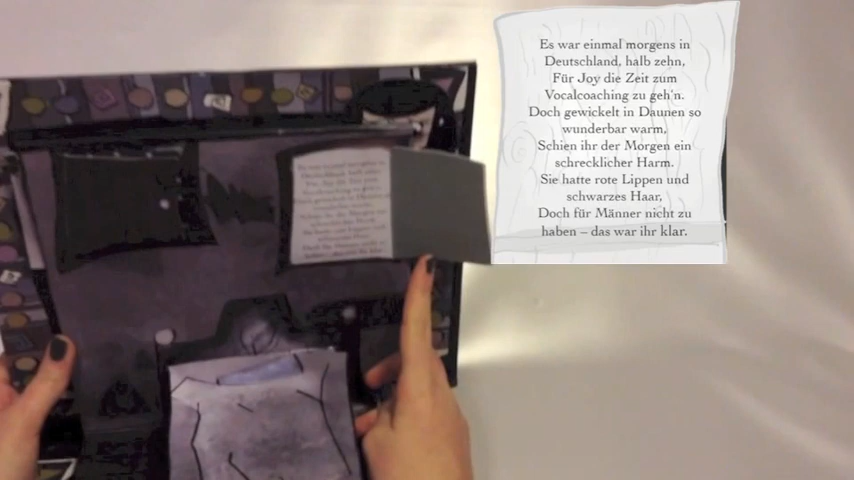 Es war einmal morgens in
Deutschland, halb zehn,
Für Joy die Zeit zum
Vocalcoaching zu geh'n.
Doch gewickelt in Daunen so
wunderbar warm,
Schien ihr der Morgen ein
schrecklicher Harm.
Sie hatte rote Lippen und
schwarzes Haar,
Doch für Männer nicht zu
haben – das war ihr klar.